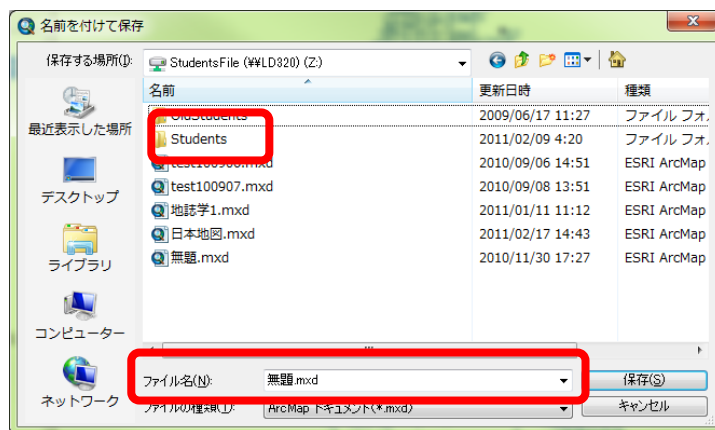 名前を付けて保存
保存する場所(I): StudentsFile (¥¥LD320) (Z:)
名前 更新日時 種類
OldStudents 2009/06/17 11:27 ファイル フォ
Students 2011/02/09 4:20 ファイル フォ
test100906.mxd 2010/09/06 14:51 ESRI ArcMap
test100907.mxd 2010/09/08 13:51 ESRI ArcMap
地誌学1.mxd 2011/01/11 11:12 ESRI ArcMap
日本地図.mxd 2011/02/17 14:43 ESRI ArcMap
無題.mxd 2010/11/30 17:27 ESRI ArcMap
最近表示した場所
デスクトップ
ライブラリ
コンピューター
ネットワーク
ファイル名(N): 無題.mxd 保存(S)
ファイルの種類(T): ArcMap ドキュメント(*.mxd) キャンセル